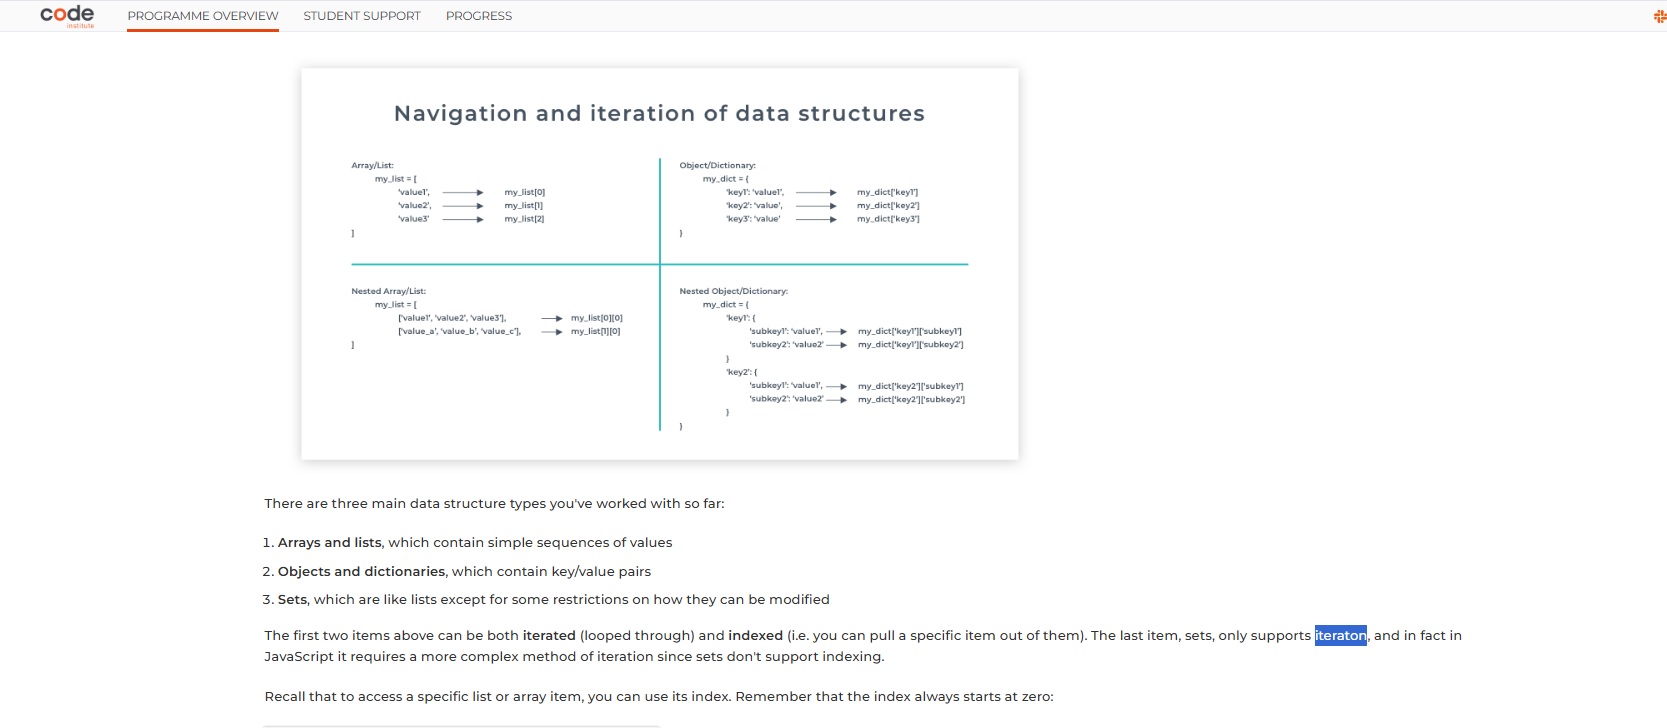 code
institute
PROGRAMME OVERVIEW
STUDENT SUPPORT
PROGRESS
Navigation and iteration of data structures
Array/List:
my_list = [
'value1', my_list[0]
'value2', my_list[1]
'value3' my_list[2]
]
Object/Dictionary:
my_dict = {
'key1': 'value1', my_dict['key1']
'key2': 'value', my_dict['key2']
'key3': 'value' my_dict['key3']
}
Nested Array/List:
my_list = [
['value1', 'value2', 'value3'], my_list[0][0]
['value_a', 'value_b', 'value_c'], my_list[1][0]
]
Nested Object/Dictionary:
my_dict = {
'key1': {
'subkey1': 'value1', my_dict['key1']['subkey1']
'subkey2': 'value2' my_dict['key1']['subkey2']
}
'key2': {
'subkey1': 'value1', my_dict['key2']['subkey1']
'subkey2': 'value2' my_dict['key2']['subkey2']
}
}
There are three main data structure types you've worked with so far:
1. Arrays and lists, which contain simple sequences of values
2. Objects and dictionaries, which contain key/value pairs
3. Sets, which are like lists except for some restrictions on how they can be modified
The first two items above can be both iterated (looped through) and indexed (i.e. you can pull a specific item out of them). The last item, sets, only supports iteraton, and in fact in
JavaScript it requires a more complex method of iteration since sets don't support indexing.
Recall that to access a specific list or array item, you can use its index. Remember that the index always starts at zero: